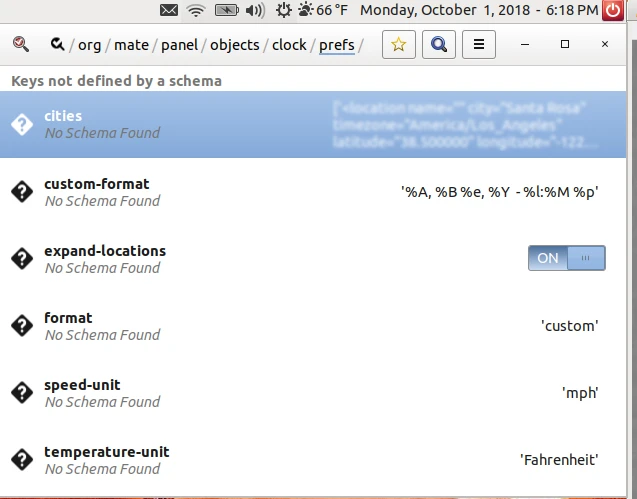 66 °F Monday, October 1, 2018 - 6:18 PM
/ org / mate / panel / objects / clock / prefs /
Keys not defined by a schema
cities
No Schema Found
['<location name="" city="Santa Rosa"
timezone="America/Los_Angeles"
latitude="38.500000" longitude="-122...
custom-format
No Schema Found
'%A, %B %e, %Y - %l:%M %p'
expand-locations
No Schema Found
ON
format
No Schema Found
'custom'
speed-unit
No Schema Found
'mph'
temperature-unit
No Schema Found
'Fahrenheit'